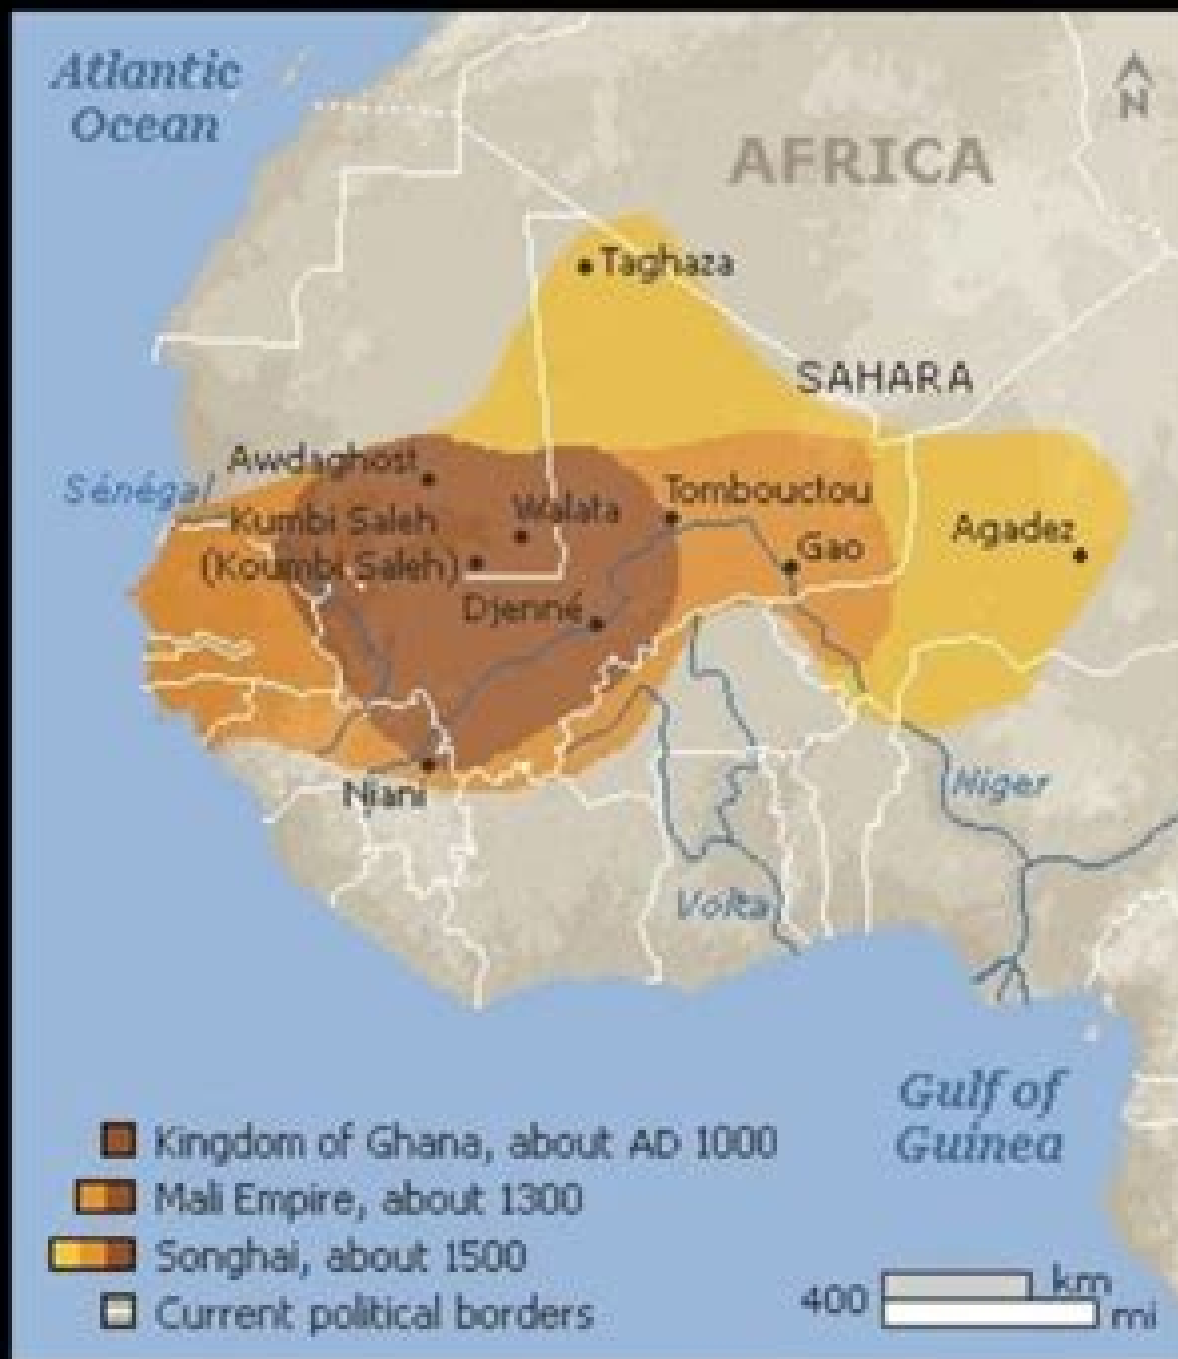 Atlantic
Ocean
N
AFRICA
Taghaza
SAHARA
Awdaghost
Sénégal
Tombouctou
Walata
Kumbi Saleh
(Koumbi Saleh)
Agadez
Gao
Djenné
Niani
Niger
Volta
Gulf of
Guinea
Kingdom of Ghana, about AD 1000
Mali Empire, about 1300
Songhai, about 1500
Current political borders
400
km
mi